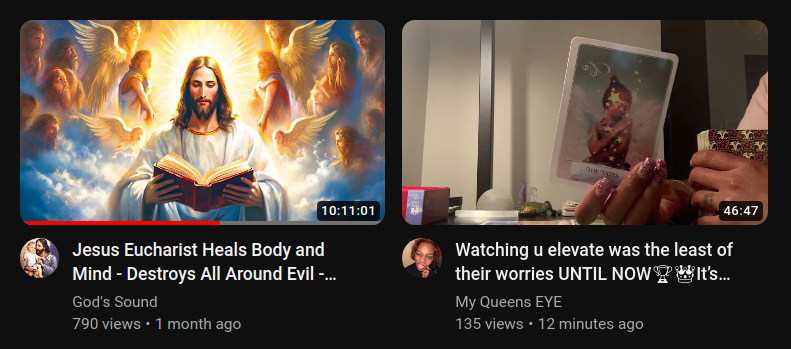 10:11:01
Jesus Eucharist Heals Body and
Mind - Destroys All Around Evil -...
God's Sound
790 views • 1 month ago
46:47
Watching u elevate was the least of
their worries UNTIL NOW🏆👑It's...
My Queens EYE
135 views • 12 minutes ago